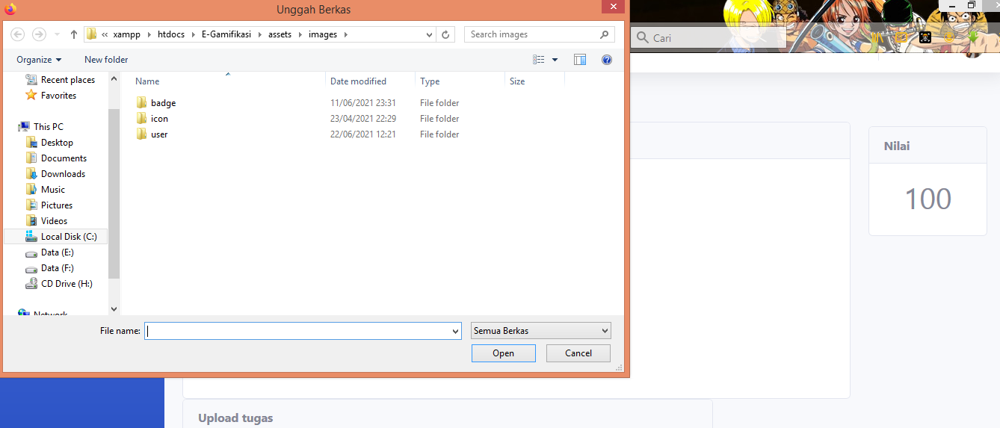 Unggah Berkas
« xampp htdocs E-Gamifikasi assets images
Search images
Cari
Organize New folder
Name Date modified Type Size
Recent places
Favorites
This PC
Desktop
Documents
Downloads
Music
Pictures
Videos
Local Disk (C:)
Data (E:)
Data (F:)
CD Drive (H:)
Network
badge 11/06/2021 23:31 File folder
icon 23/04/2021 22:29 File folder
user 22/06/2021 12:21 File folder
File name: Semua Berkas
Open Cancel
Nilai
100
Upload tugas